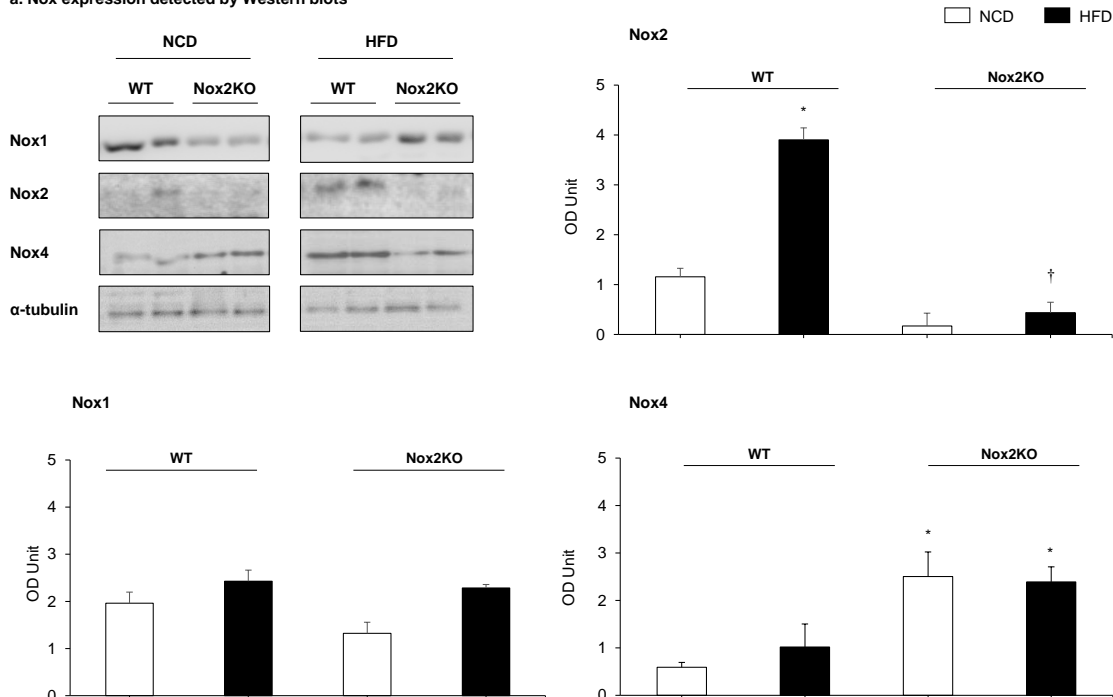 a. Nox expression detected by Western blots
NCD HFD
WT Nox2KO WT Nox2KO
Nox1
Nox2
Nox4
α-tubulin
NCD HFD
Nox2
WT Nox2KO
OD Unit
5
4
3
2
1
0
*
†
Nox1
WT Nox2KO
OD Unit
5
4
3
2
1
0
Nox4
WT Nox2KO
OD Unit
5
4
3
2
1
0
*
*